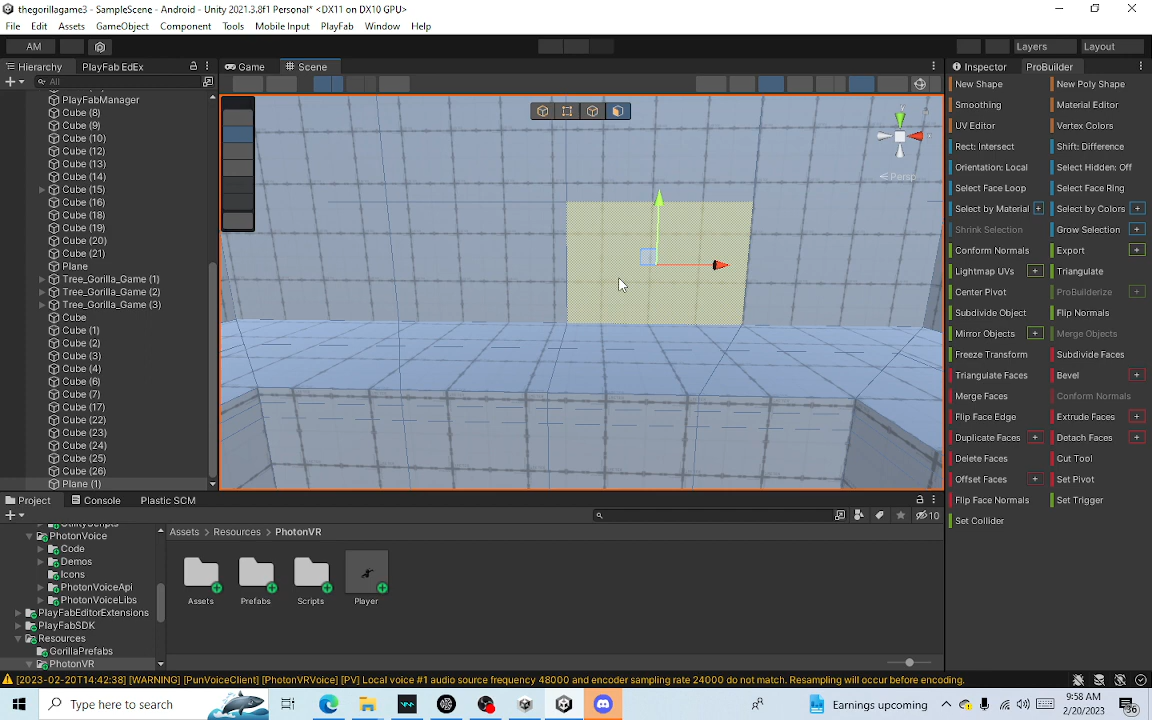 thegorillagame3 - SampleScene - Android - Unity 2021.3.8f1 Personal* <DX11 on DX10 GPU>
File Edit Assets GameObject Component Tools Mobile Input PlayFab Window Help
AM Layers Layout
Hierarchy PlayFab EdEx Game Scene Inspector ProBuilder
All
PlayFabManager
Cube (8)
Cube (9)
Cube (10)
Cube (12)
Cube (13)
Cube (14)
Cube (15)
Cube (16)
Cube (18)
Cube (19)
Cube (20)
Cube (21)
Plane
Tree_Gorilla_Game (1)
Tree_Gorilla_Game (2)
Tree_Gorilla_Game (3)
Cube
Cube (1)
Cube (2)
Cube (3)
Cube (4)
Cube (6)
Cube (7)
Cube (17)
Cube (22)
Cube (23)
Cube (24)
Cube (25)
Cube (26)
Plane (1)
y
Persp
New Shape New Poly Shape
Smoothing Material Editor
UV Editor Vertex Colors
Rect: Intersect Shift: Difference
Orientation: Local Select Hidden: Off
Select Face Loop Select Face Ring
Select by Material + Select by Colors +
Shrink Selection Grow Selection +
Conform Normals Export +
Lightmap UVs + Triangulate
Center Pivot ProBuilderize +
Subdivide Object Flip Normals
Mirror Objects + Merge Objects
Freeze Transform Subdivide Faces
Triangulate Faces Bevel +
Merge Faces Conform Normals
Flip Face Edge Extrude Faces +
Duplicate Faces + Detach Faces +
Delete Faces Cut Tool
Offset Faces + Set Pivot
Flip Face Normals Set Trigger
Set Collider
Project Console Plastic SCM
10
UtilityScripts
PhotonVoice
Code
Demos
Icons
PhotonVoiceApi
PhotonVoiceLibs
PlayFabEditorExtensions
PlayFabSDK
Resources
GorillaPrefabs
PhotonVR
Assets > Resources > PhotonVR
Assets Prefabs Scripts Player
[2023-02-20T14:42:38] [WARNING] [PunVoiceClient] [PhotonVRVoice] [PV] Local voice #1 audio source frequency 48000 and encoder sampling rate 24000 do not match. Resampling will occur before encoding.
Type here to search
Earnings upcoming
9:58 AM
2/20/2023
36